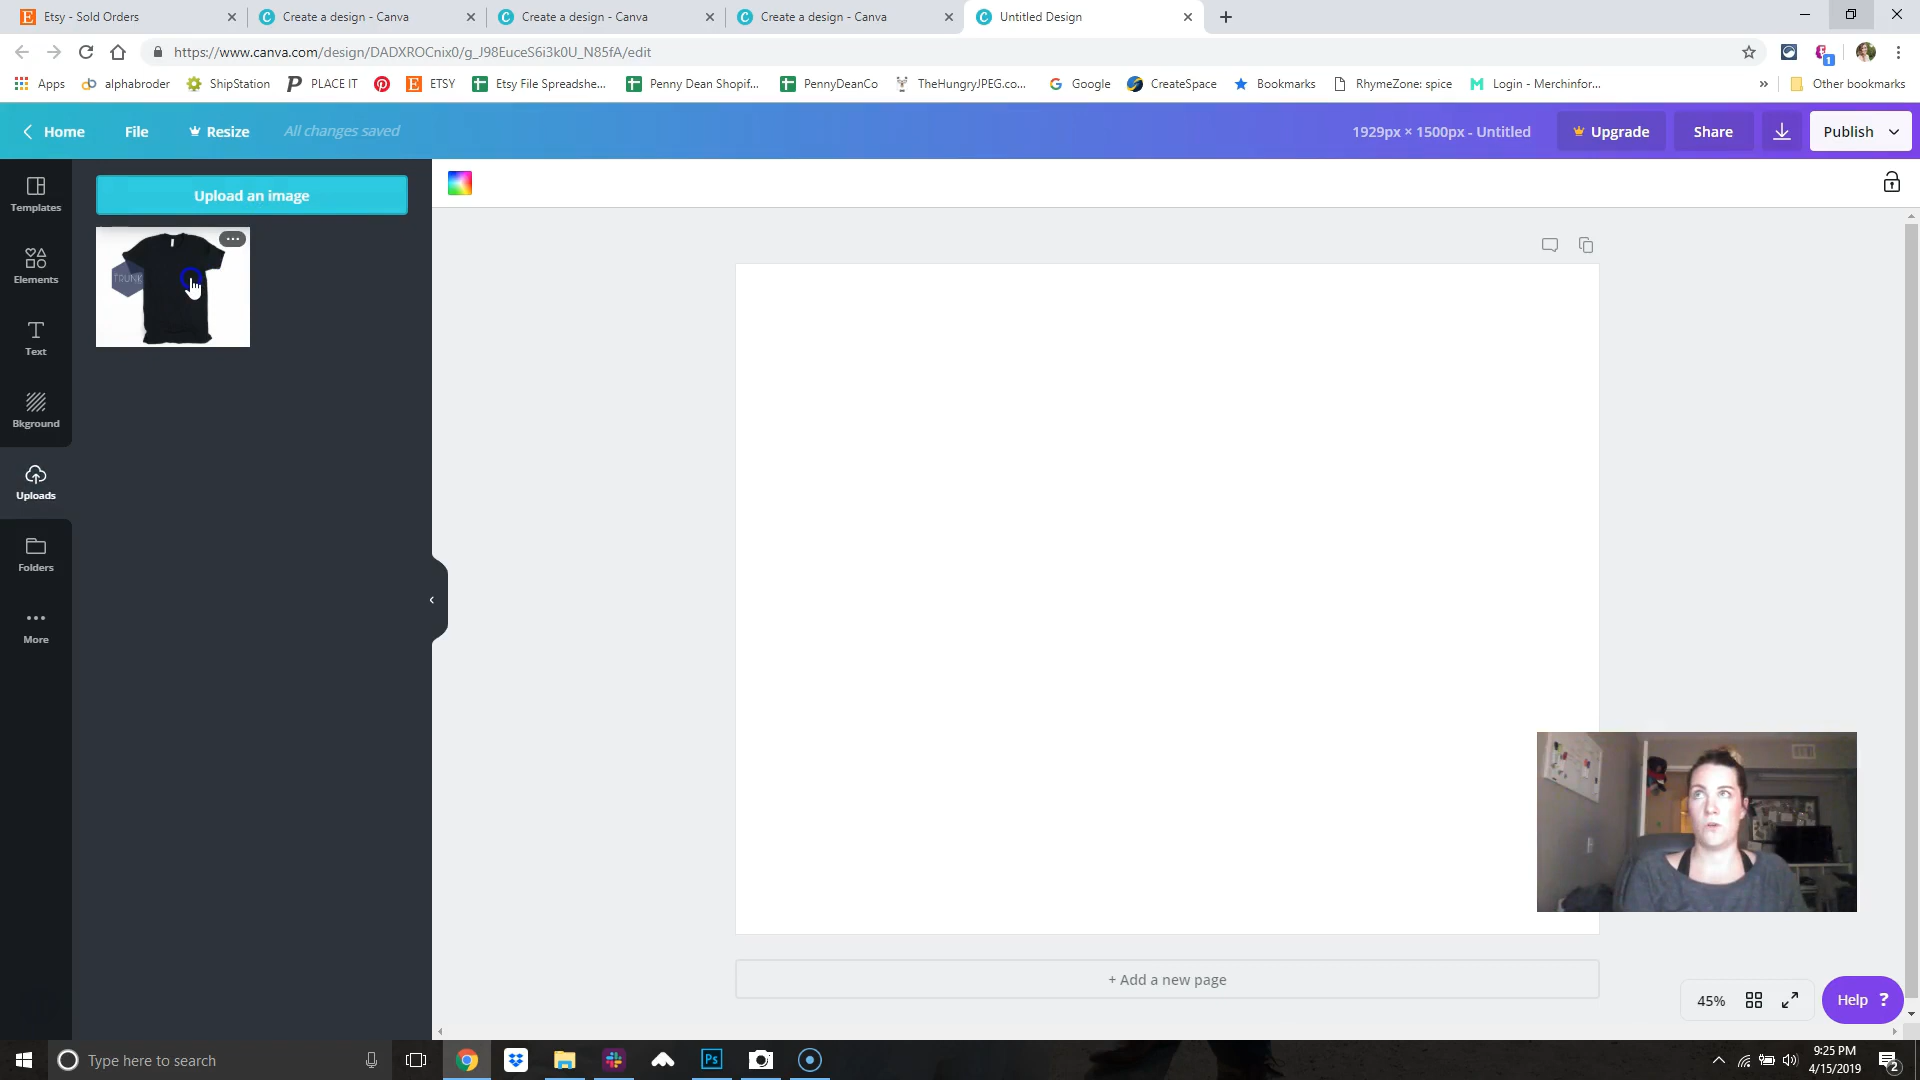 Etsy - Sold Orders
Create a design - Canva
Create a design - Canva
Create a design - Canva
Untitled Design
https://www.canva.com/design/DADXROCnix0/g_J98EuceS6i3k0U_N85fA/edit
1
Apps
alphabroder
ShipStation
PLACE IT
ETSY
Etsy File Spreadshe...
Penny Dean Shopif...
PennyDeanCo
TheHungryJPEG.co...
Google
CreateSpace
Bookmarks
RhymeZone: spice
Login - Merchinfor...
»
Other bookmarks
Home
File
Resize
All changes saved
1929px × 1500px - Untitled
Upgrade
Share
Publish
Templates
Elements
Text
Bkground
Uploads
Folders
More
Upload an image
TRUNK
+ Add a new page
45%
Help ?
Type here to search
Ps
9:25 PM
4/15/2019
2